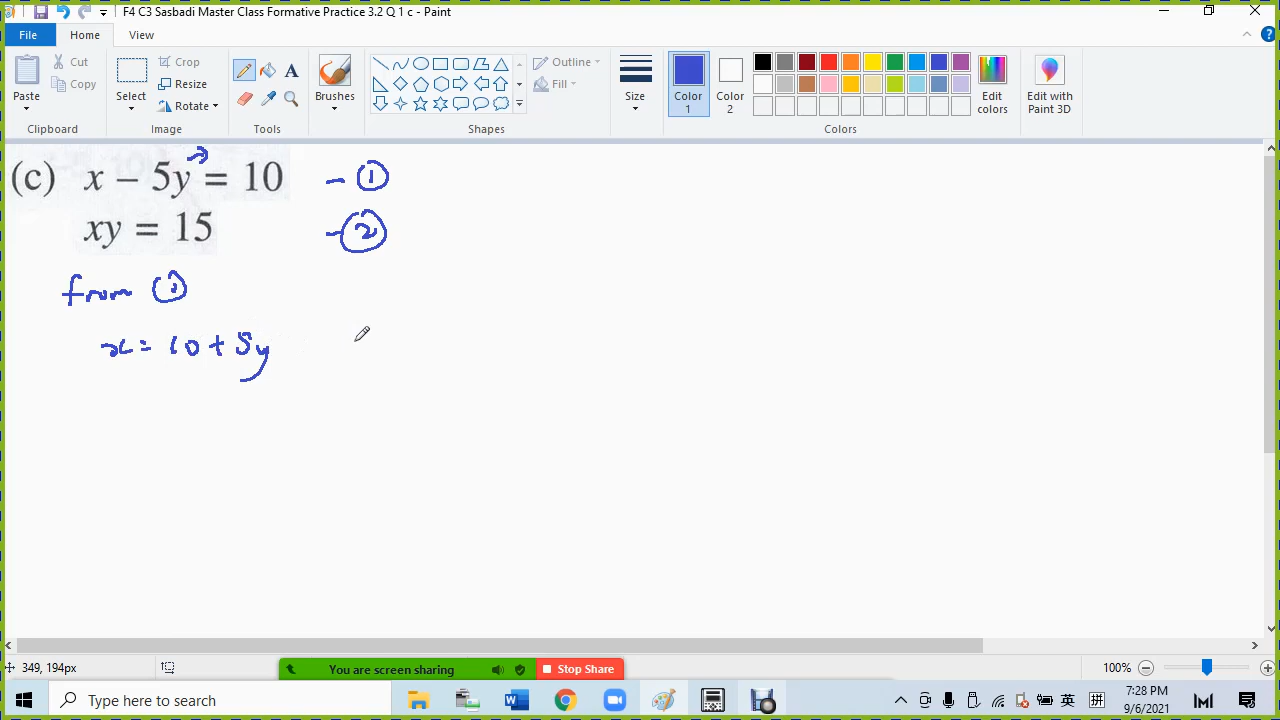 F4 C3 Sasbadi Master Class Formative Practice 3.2 Q 1 c - Paint
File Home View
Paste Cut Copy Clipboard
Select Crop Resize Rotate Image
A Tools
Brushes
Outline Fill Shapes
Size
Color 1 Color 2 Edit colors Colors
Edit with Paint 3D
(c) x − 5y = 10 - 1
xy = 15 - 2
from 1
x = 10 + 5y
349, 194px 100%
You are screen sharing Stop Share
Type here to search W 英 拼 7:28 PM
9/6/2021